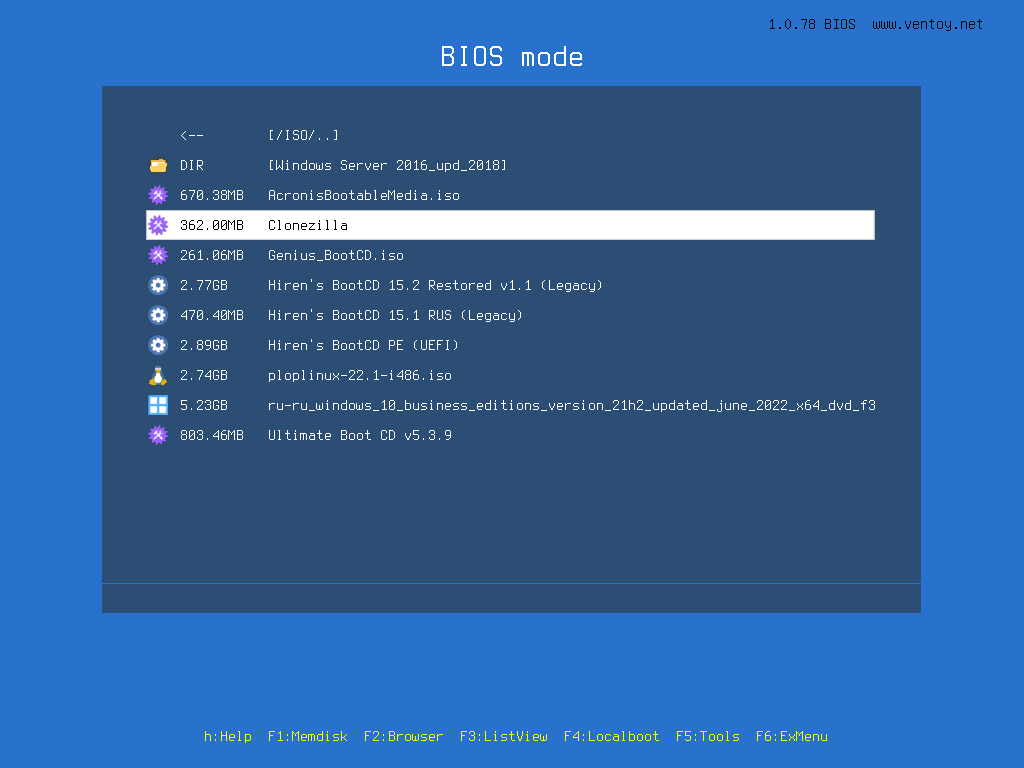 1.0.78 BIOS  www.ventoy.net
BIOS mode
<--  [/ISO/..]
DIR  [Windows Server 2016_upd_2018]
670.38MB  AcronisBootableMedia.iso
362.00MB  Clonezilla
261.06MB  Genius_BootCD.iso
2.77GB  Hiren's BootCD 15.2 Restored v1.1 (Legacy)
470.40MB  Hiren's BootCD 15.1 RUS (Legacy)
2.89GB  Hiren's BootCD PE (UEFI)
2.74GB  ploplinux-22.1-i486.iso
5.23GB  ru-ru_windows_10_business_editions_version_21h2_updated_june_2022_x64_dvd_f3
803.46MB  Ultimate Boot CD v5.3.9
h:Help  F1:Memdisk  F2:Browser  F3:ListView  F4:Localboot  F5:Tools  F6:ExMenu